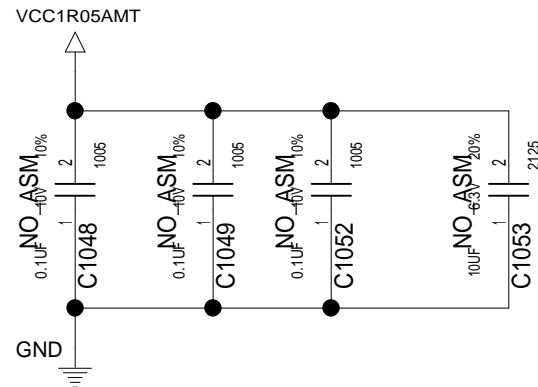 VCC1R05AMT
NO_ASM
0.1UF
10V
10%
2
1
1005
C1048
NO_ASM
0.1UF
10V
10%
2
1
1005
C1049
NO_ASM
0.1UF
10V
10%
2
1
1005
C1052
NO_ASM
10UF
6.3V
20%
2
1
2125
C1053
GND